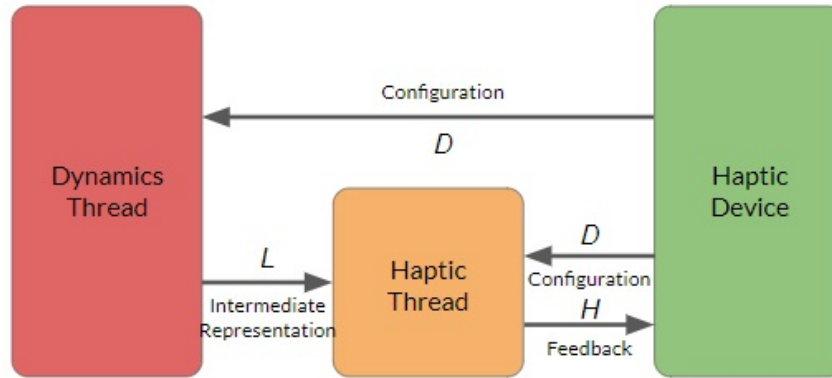 Configuration
D
Dynamics
Thread
Haptic
Device
L
Intermediate
Representation
Haptic
Thread
D
Configuration
H
Feedback